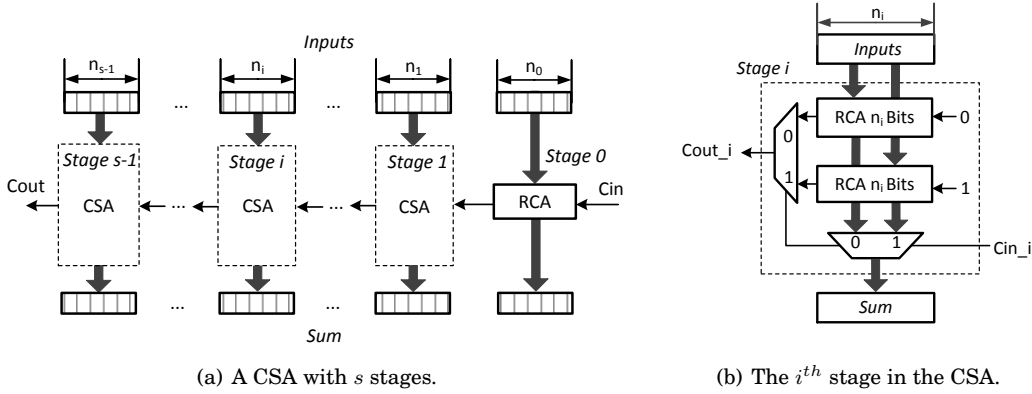 Inputs
n_{s-1} n_i n_1 n_0
... ...
Stage s-1 Stage i Stage 1 Stage 0
Cout CSA ... CSA ... CSA RCA Cin
... ...
Sum
(a) A CSA with s stages.
n_i
Inputs
Stage i
RCA n_i Bits 0
0
Cout_i
RCA n_i Bits 1
1
0 1
Cin_i
Sum
(b) The i^{th} stage in the CSA.